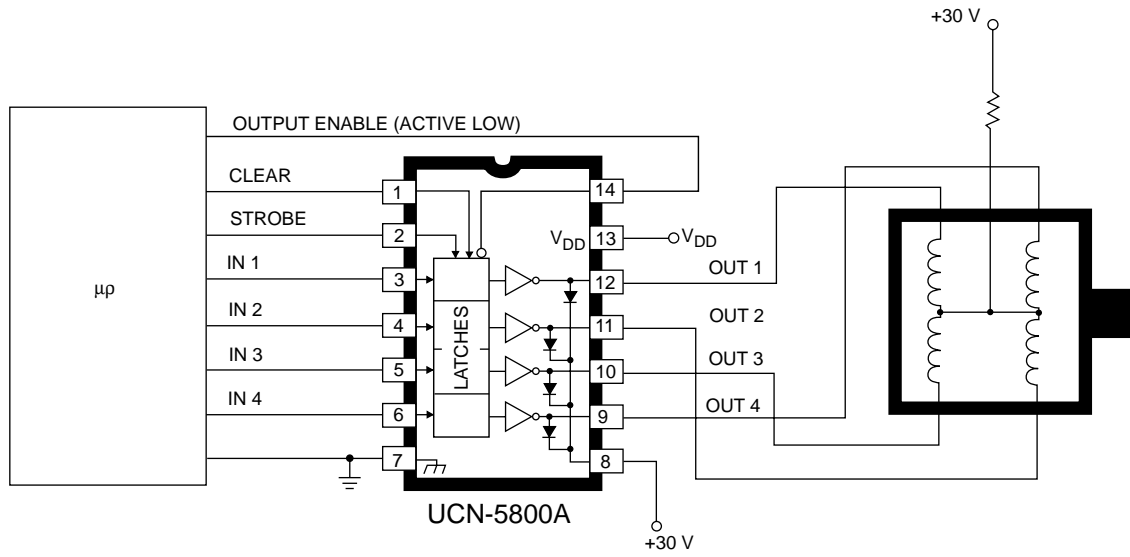 +30 V
OUTPUT ENABLE (ACTIVE LOW)
CLEAR
STROBE
IN 1
IN 2
IN 3
IN 4
μρ
1
2
3
4
5
6
7
LATCHES
VDD
14
13
12
11
10
9
8
VDD
OUT 1
OUT 2
OUT 3
OUT 4
UCN-5800A
+30 V